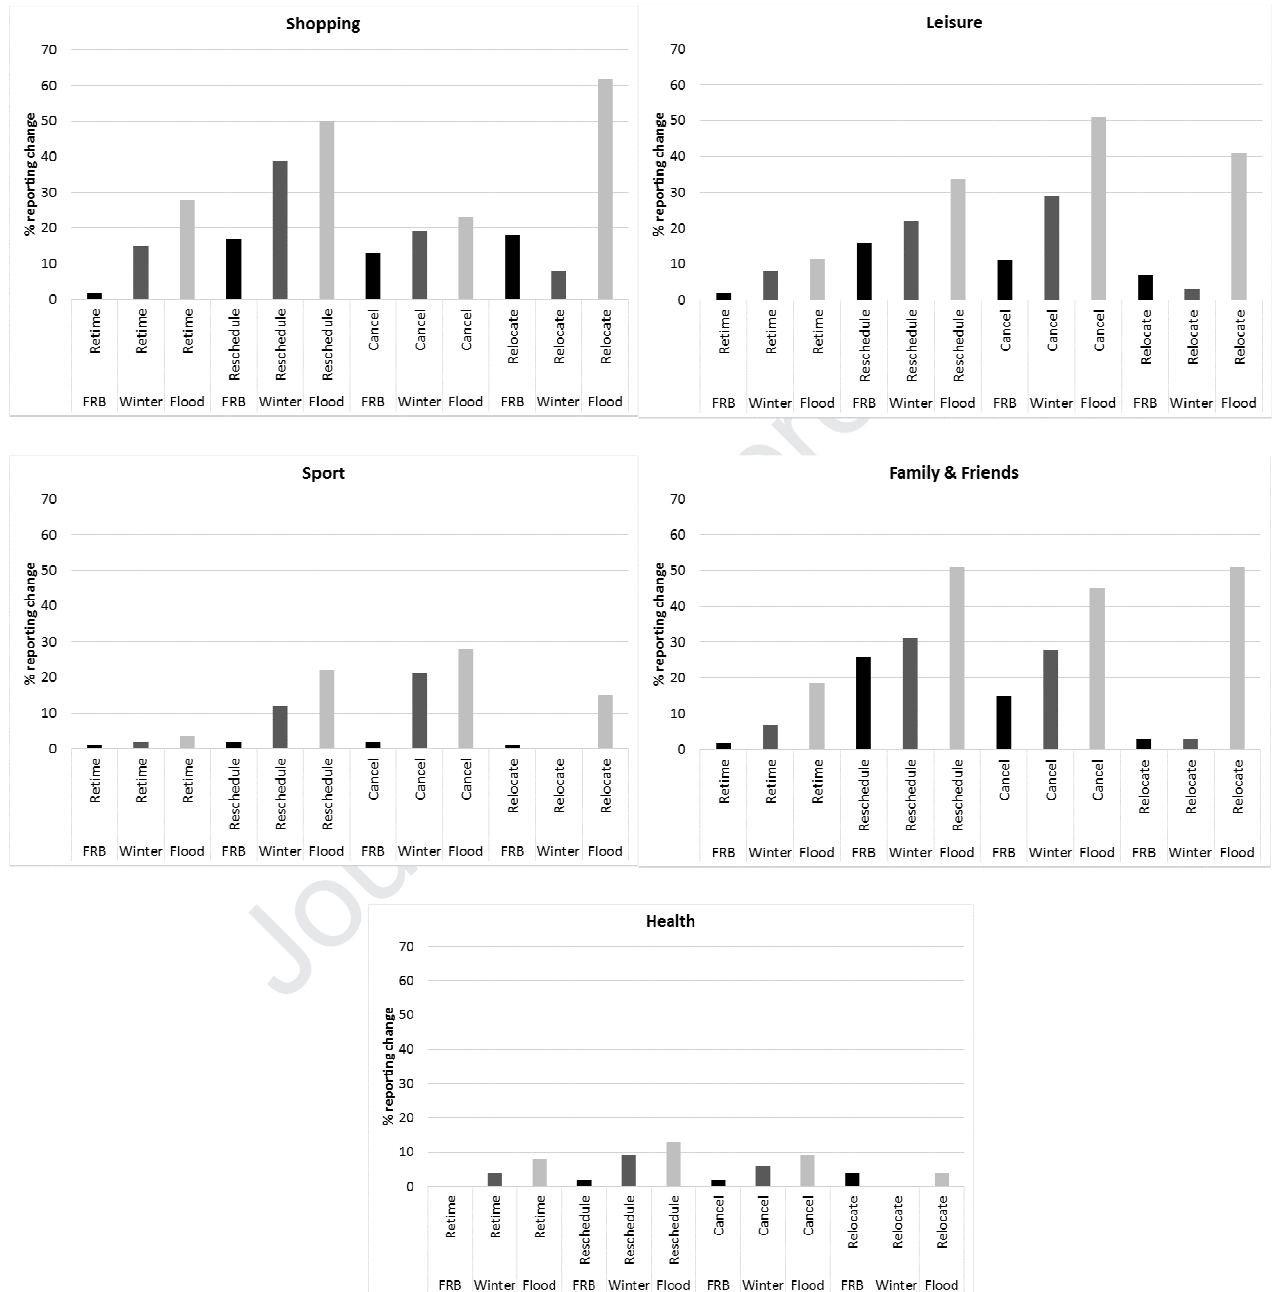 Shopping
70
60
50
40
30
20
10
0
% reporting change
Retime Retime Retime Reschedule Reschedule Reschedule Cancel Cancel Cancel Relocate Relocate Relocate
FRB Winter Flood FRB Winter Flood FRB Winter Flood FRB Winter Flood
Leisure
70
60
50
40
30
20
10
0
% reporting change
Retime Retime Retime Reschedule Reschedule Reschedule Cancel Cancel Cancel Relocate Relocate Relocate
FRB Winter Flood FRB Winter Flood FRB Winter Flood FRB Winter Flood
Sport
70
60
50
40
30
20
10
0
% reporting change
Retime Retime Retime Reschedule Reschedule Reschedule Cancel Cancel Cancel Relocate Relocate Relocate
FRB Winter Flood FRB Winter Flood FRB Winter Flood FRB Winter Flood
Family & Friends
70
60
50
40
30
20
10
0
% reporting change
Retime Retime Retime Reschedule Reschedule Reschedule Cancel Cancel Cancel Relocate Relocate Relocate
FRB Winter Flood FRB Winter Flood FRB Winter Flood FRB Winter Flood
Health
70
60
50
40
30
20
10
0
% reporting change
Retime Retime Retime Reschedule Reschedule Reschedule Cancel Cancel Cancel Relocate Relocate Relocate
FRB Winter Flood FRB Winter Flood FRB Winter Flood FRB Winter Flood